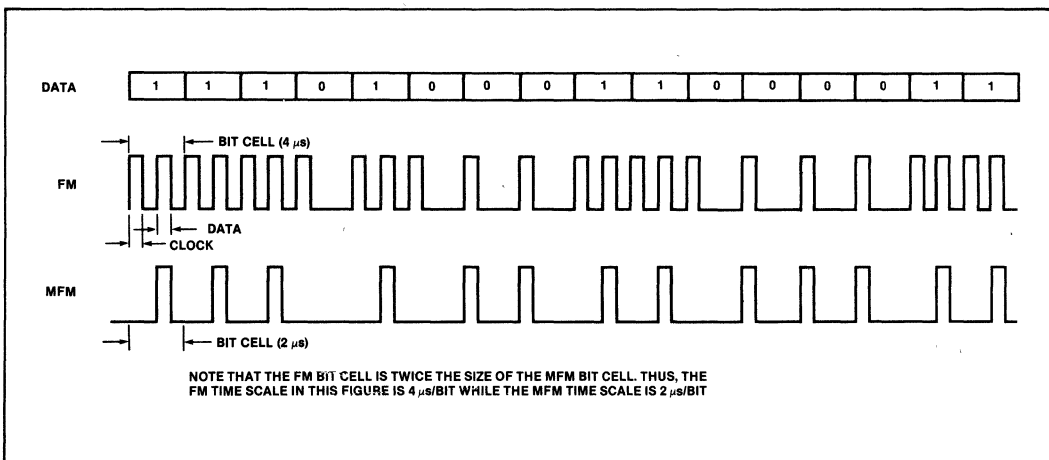 DATA 1 1 1 0 1 0 0 0 1 1 0 0 0 0 1 1
BIT CELL (4 μs)
FM
DATA
CLOCK
MFM
BIT CELL (2 μs)
NOTE THAT THE FM BIT CELL IS TWICE THE SIZE OF THE MFM BIT CELL. THUS, THE
FM TIME SCALE IN THIS FIGURE IS 4 μs/BIT WHILE THE MFM TIME SCALE IS 2 μs/BIT